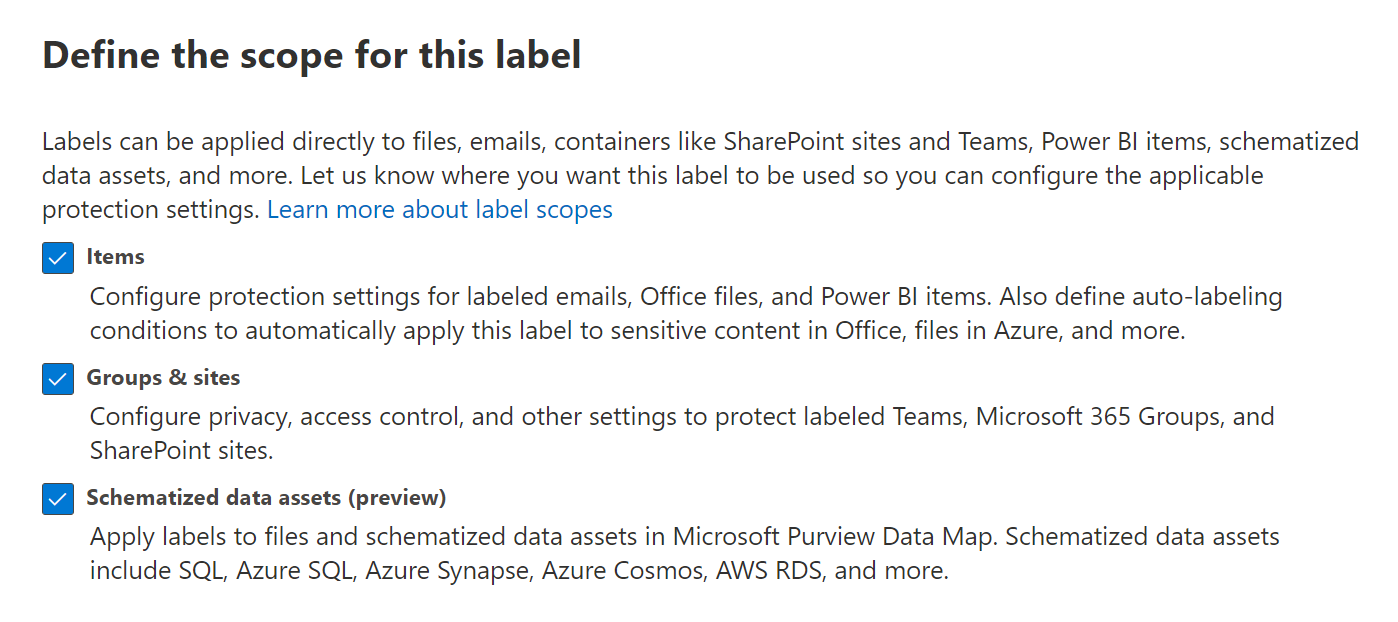 Define the scope for this label
Labels can be applied directly to files, emails, containers like SharePoint sites and Teams, Power BI items, schematized
data assets, and more. Let us know where you want this label to be used so you can configure the applicable
protection settings. Learn more about label scopes
Items
Configure protection settings for labeled emails, Office files, and Power BI items. Also define auto-labeling
conditions to automatically apply this label to sensitive content in Office, files in Azure, and more.
Groups & sites
Configure privacy, access control, and other settings to protect labeled Teams, Microsoft 365 Groups, and
SharePoint sites.
Schematized data assets (preview)
Apply labels to files and schematized data assets in Microsoft Purview Data Map. Schematized data assets
include SQL, Azure SQL, Azure Synapse, Azure Cosmos, AWS RDS, and more.